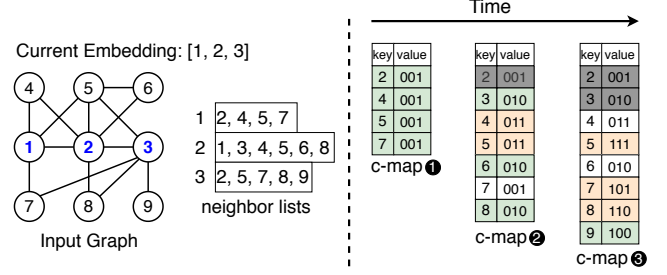 Time
Current Embedding: [1, 2, 3]
4 5 6
1 2 3
7 8 9
Input Graph
1 2, 4, 5, 7
2 1, 3, 4, 5, 6, 8
3 2, 5, 7, 8, 9
neighbor lists
key value
2 001
4 001
5 001
7 001
c-map ❶
key value
2 001
3 010
4 011
5 011
6 010
7 001
8 010
c-map ❷
key value
2 001
3 010
4 011
5 111
6 010
7 101
8 110
9 100
c-map ❸